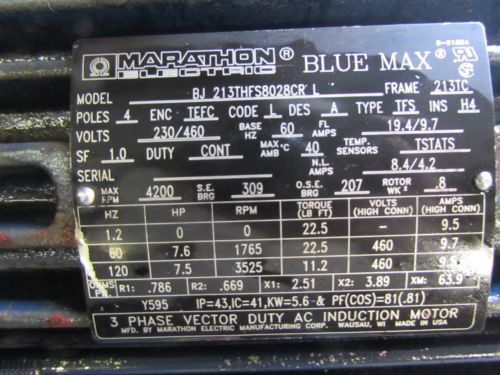 MARATHON ® BLUE MAX ®
ELECTRIC
MODEL BJ 213THFS8028CR L FRAME 213TC
POLES 4 ENC TEFC CODE L DES A TYPE TFS INS H4
VOLTS 230/460 BASE HZ 60 FL AMPS 19.4/9.7
SF 1.0 DUTY CONT MAX AMB°C 40 TEMP. SENSORS TSTATS
SERIAL N.L. AMPS 8.4/4.2
MAX RPM 4200 S.E. BRG 309 O.S.E. BRG 207 ROTOR WK² .8
HZ HP RPM TORQUE (LB FT) VOLTS (HIGH CONN) AMPS (HIGH CONN)
1.2 0 0 22.5 - 9.5
60 7.6 1765 22.5 460 9.7
120 7.5 3525 11.2 460 9.5
OHMS R1: .786 R2: .669 X1: 2.51 X2: 3.89 XM: 63.9
Y595 IP=43,IC=41,KW=5.6 & PF(COS)=81(.81)
3 PHASE VECTOR DUTY AC INDUCTION MOTOR
MFG. BY MARATHON ELECTRIC MANUFACTURING CORP. WAUSAU, WI MADE IN USA